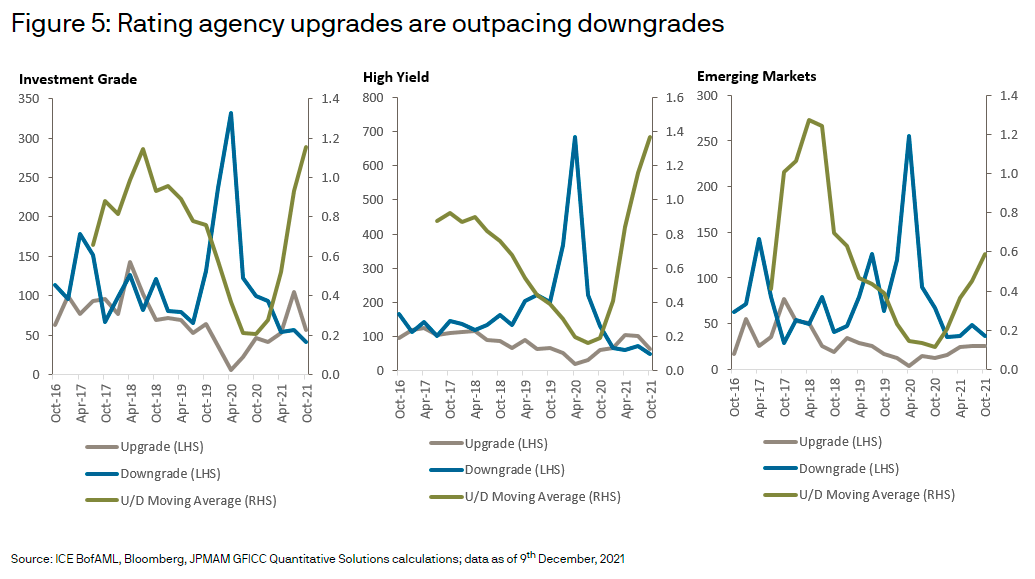 Figure 5: Rating agency upgrades are outpacing downgrades
Investment Grade
350
300
250
200
150
100
50
0
1.4
1.2
1.0
0.8
0.6
0.4
0.2
0.0
Oct-16
Apr-17
Oct-17
Apr-18
Oct-18
Apr-19
Oct-19
Apr-20
Oct-20
Apr-21
Oct-21
Upgrade (LHS)
Downgrade (LHS)
U/D Moving Average (RHS)
High Yield
800
700
600
500
400
300
200
100
0
1.6
1.4
1.2
1.0
0.8
0.6
0.4
0.2
0.0
Oct-16
Apr-17
Oct-17
Apr-18
Oct-18
Apr-19
Oct-19
Apr-20
Oct-20
Apr-21
Oct-21
Upgrade (LHS)
Downgrade (LHS)
U/D Moving Average (RHS)
Emerging Markets
300
250
200
150
100
50
0
1.4
1.2
1.0
0.8
0.6
0.4
0.2
0.0
Oct-16
Apr-17
Oct-17
Apr-18
Oct-18
Apr-19
Oct-19
Apr-20
Oct-20
Apr-21
Oct-21
Upgrade (LHS)
Downgrade (LHS)
U/D Moving Average (RHS)
Source: ICE BofAML, Bloomberg, JPMAM GFICC Quantitative Solutions calculations; data as of 9th December, 2021